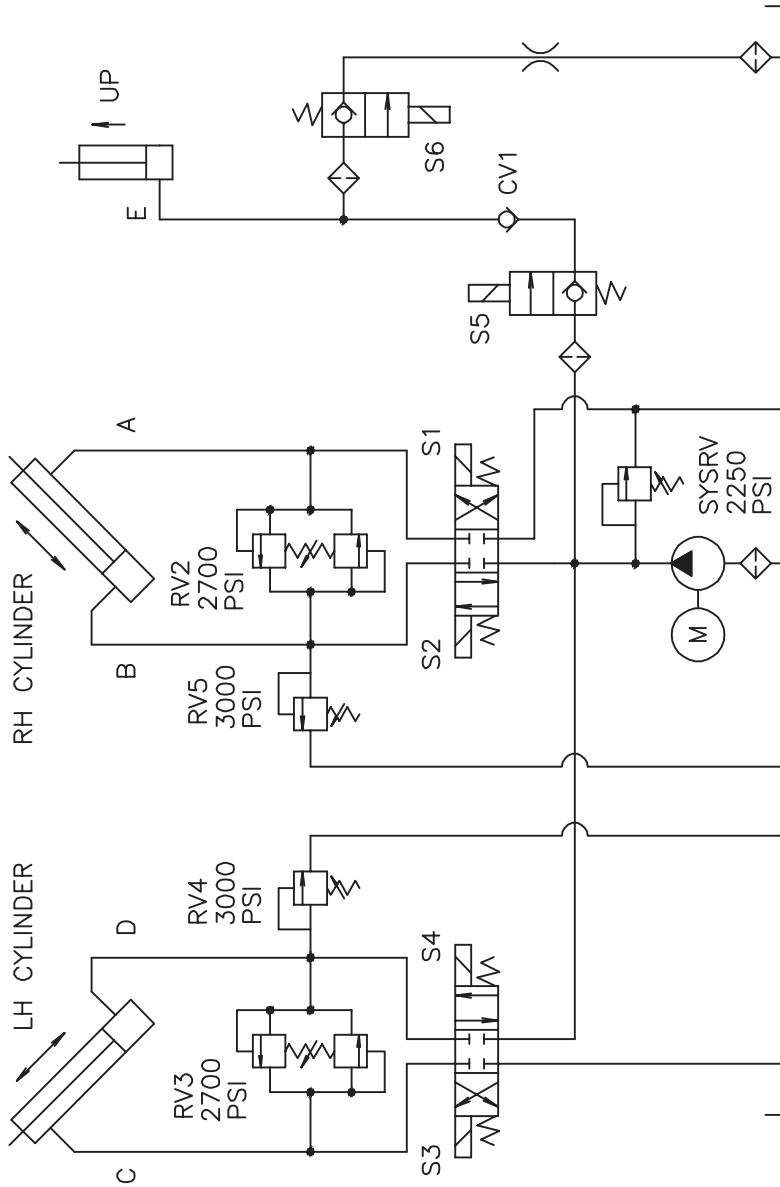 LH CYLINDER
RH CYLINDER
UP
C
D
B
A
E
RV3
2700
PSI
RV4
3000
PSI
RV5
3000
PSI
RV2
2700
PSI
S3
S4
S2
S1
S5
S6
CV1
M
SYSRV
2250
PSI